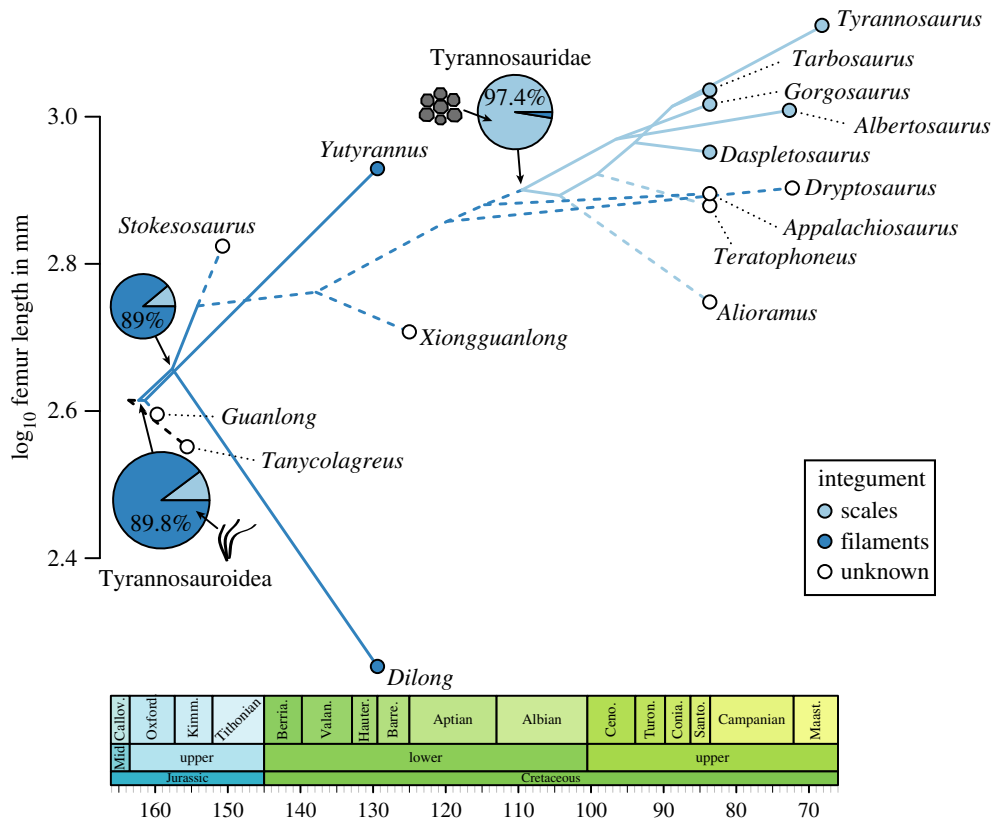 Tyrannosaurus
Tyrannosauridae
Tarbosaurus
97.4%
Gorgosaurus
3.0
Albertosaurus
Yutyrannus
Daspletosaurus
Dryptosaurus
Stokesosaurus
Appalachiosaurus
Teratophoneus
2.8
89%
Alioramus
Xiongguanlong
log10 femur length in mm
2.6
Guanlong
Tanycolagreus
integument
scales
filaments
unknown
89.8%
2.4
Tyrannosauroidea
Dilong
Callov. Oxford Kimm. Tithonian Berria. Valan. Hauter. Barre. Aptian Albian Ceno. Turon. Conia. Santo. Campanian Maast.
Mid upper lower upper
Jurassic Cretaceous
160 150 140 130 120 110 100 90 80 70